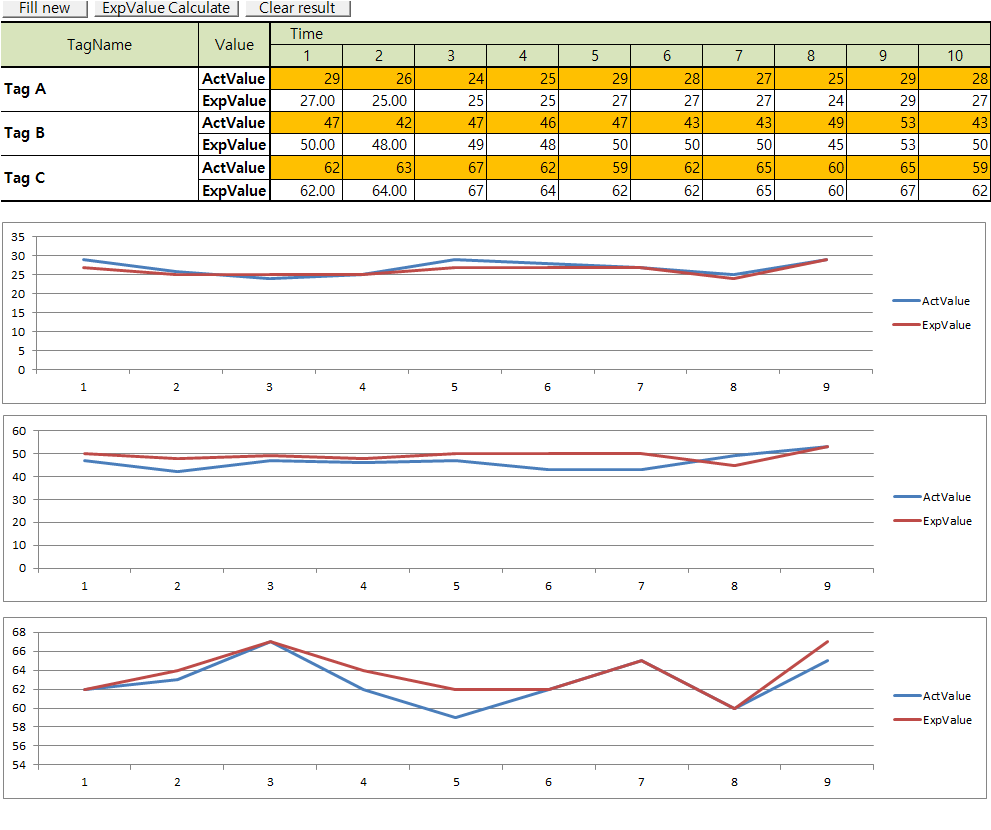 Fill new ExpValue Calculate Clear result
TagName Value Time
1 2 3 4 5 6 7 8 9 10
Tag A ActValue 29 26 24 25 29 28 27 25 29 28
ExpValue 27.00 25.00 25 25 27 27 27 24 29 27
Tag B ActValue 47 42 47 46 47 43 43 49 53 43
ExpValue 50.00 48.00 49 48 50 50 50 45 53 50
Tag C ActValue 62 63 67 62 59 62 65 60 65 59
ExpValue 62.00 64.00 67 64 62 62 65 60 67 62
35
30
25
20
15
10
5
0
1 2 3 4 5 6 7 8 9
ActValue
ExpValue
60
50
40
30
20
10
0
1 2 3 4 5 6 7 8 9
ActValue
ExpValue
68
66
64
62
60
58
56
54
1 2 3 4 5 6 7 8 9
ActValue
ExpValue